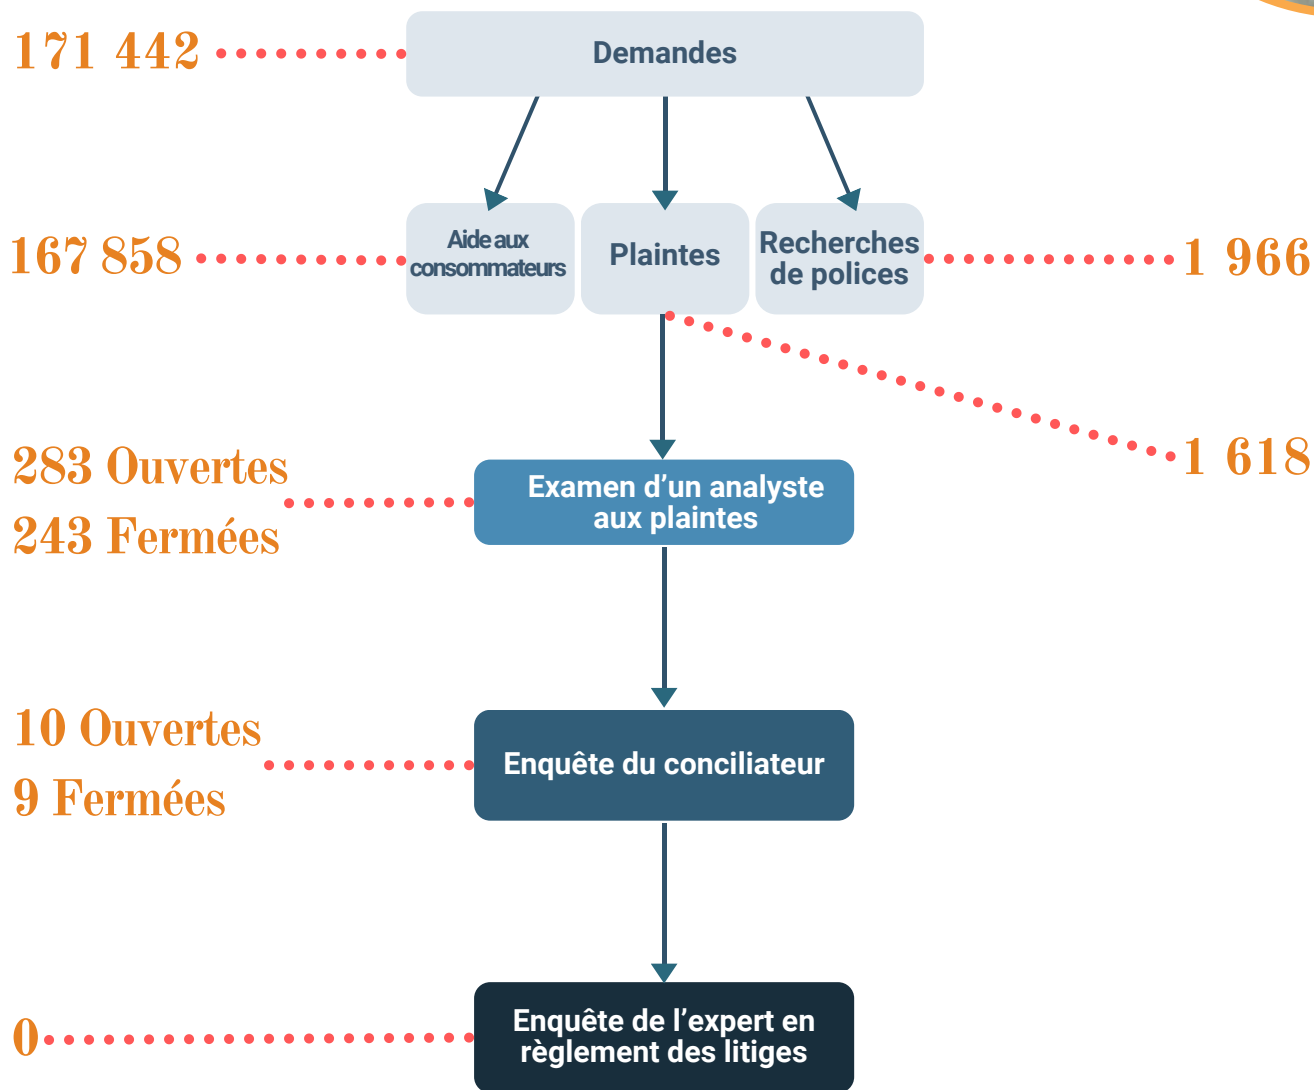 171 442
Demandes
167 858
Aide aux
consommateurs
Plaintes
Recherches
de polices
1 966
1 618
283 Ouvertes
243 Fermées
Examen d’un analyste
aux plaintes
10 Ouvertes
9 Fermées
Enquête du conciliateur
0
Enquête de l’expert en
règlement des litiges